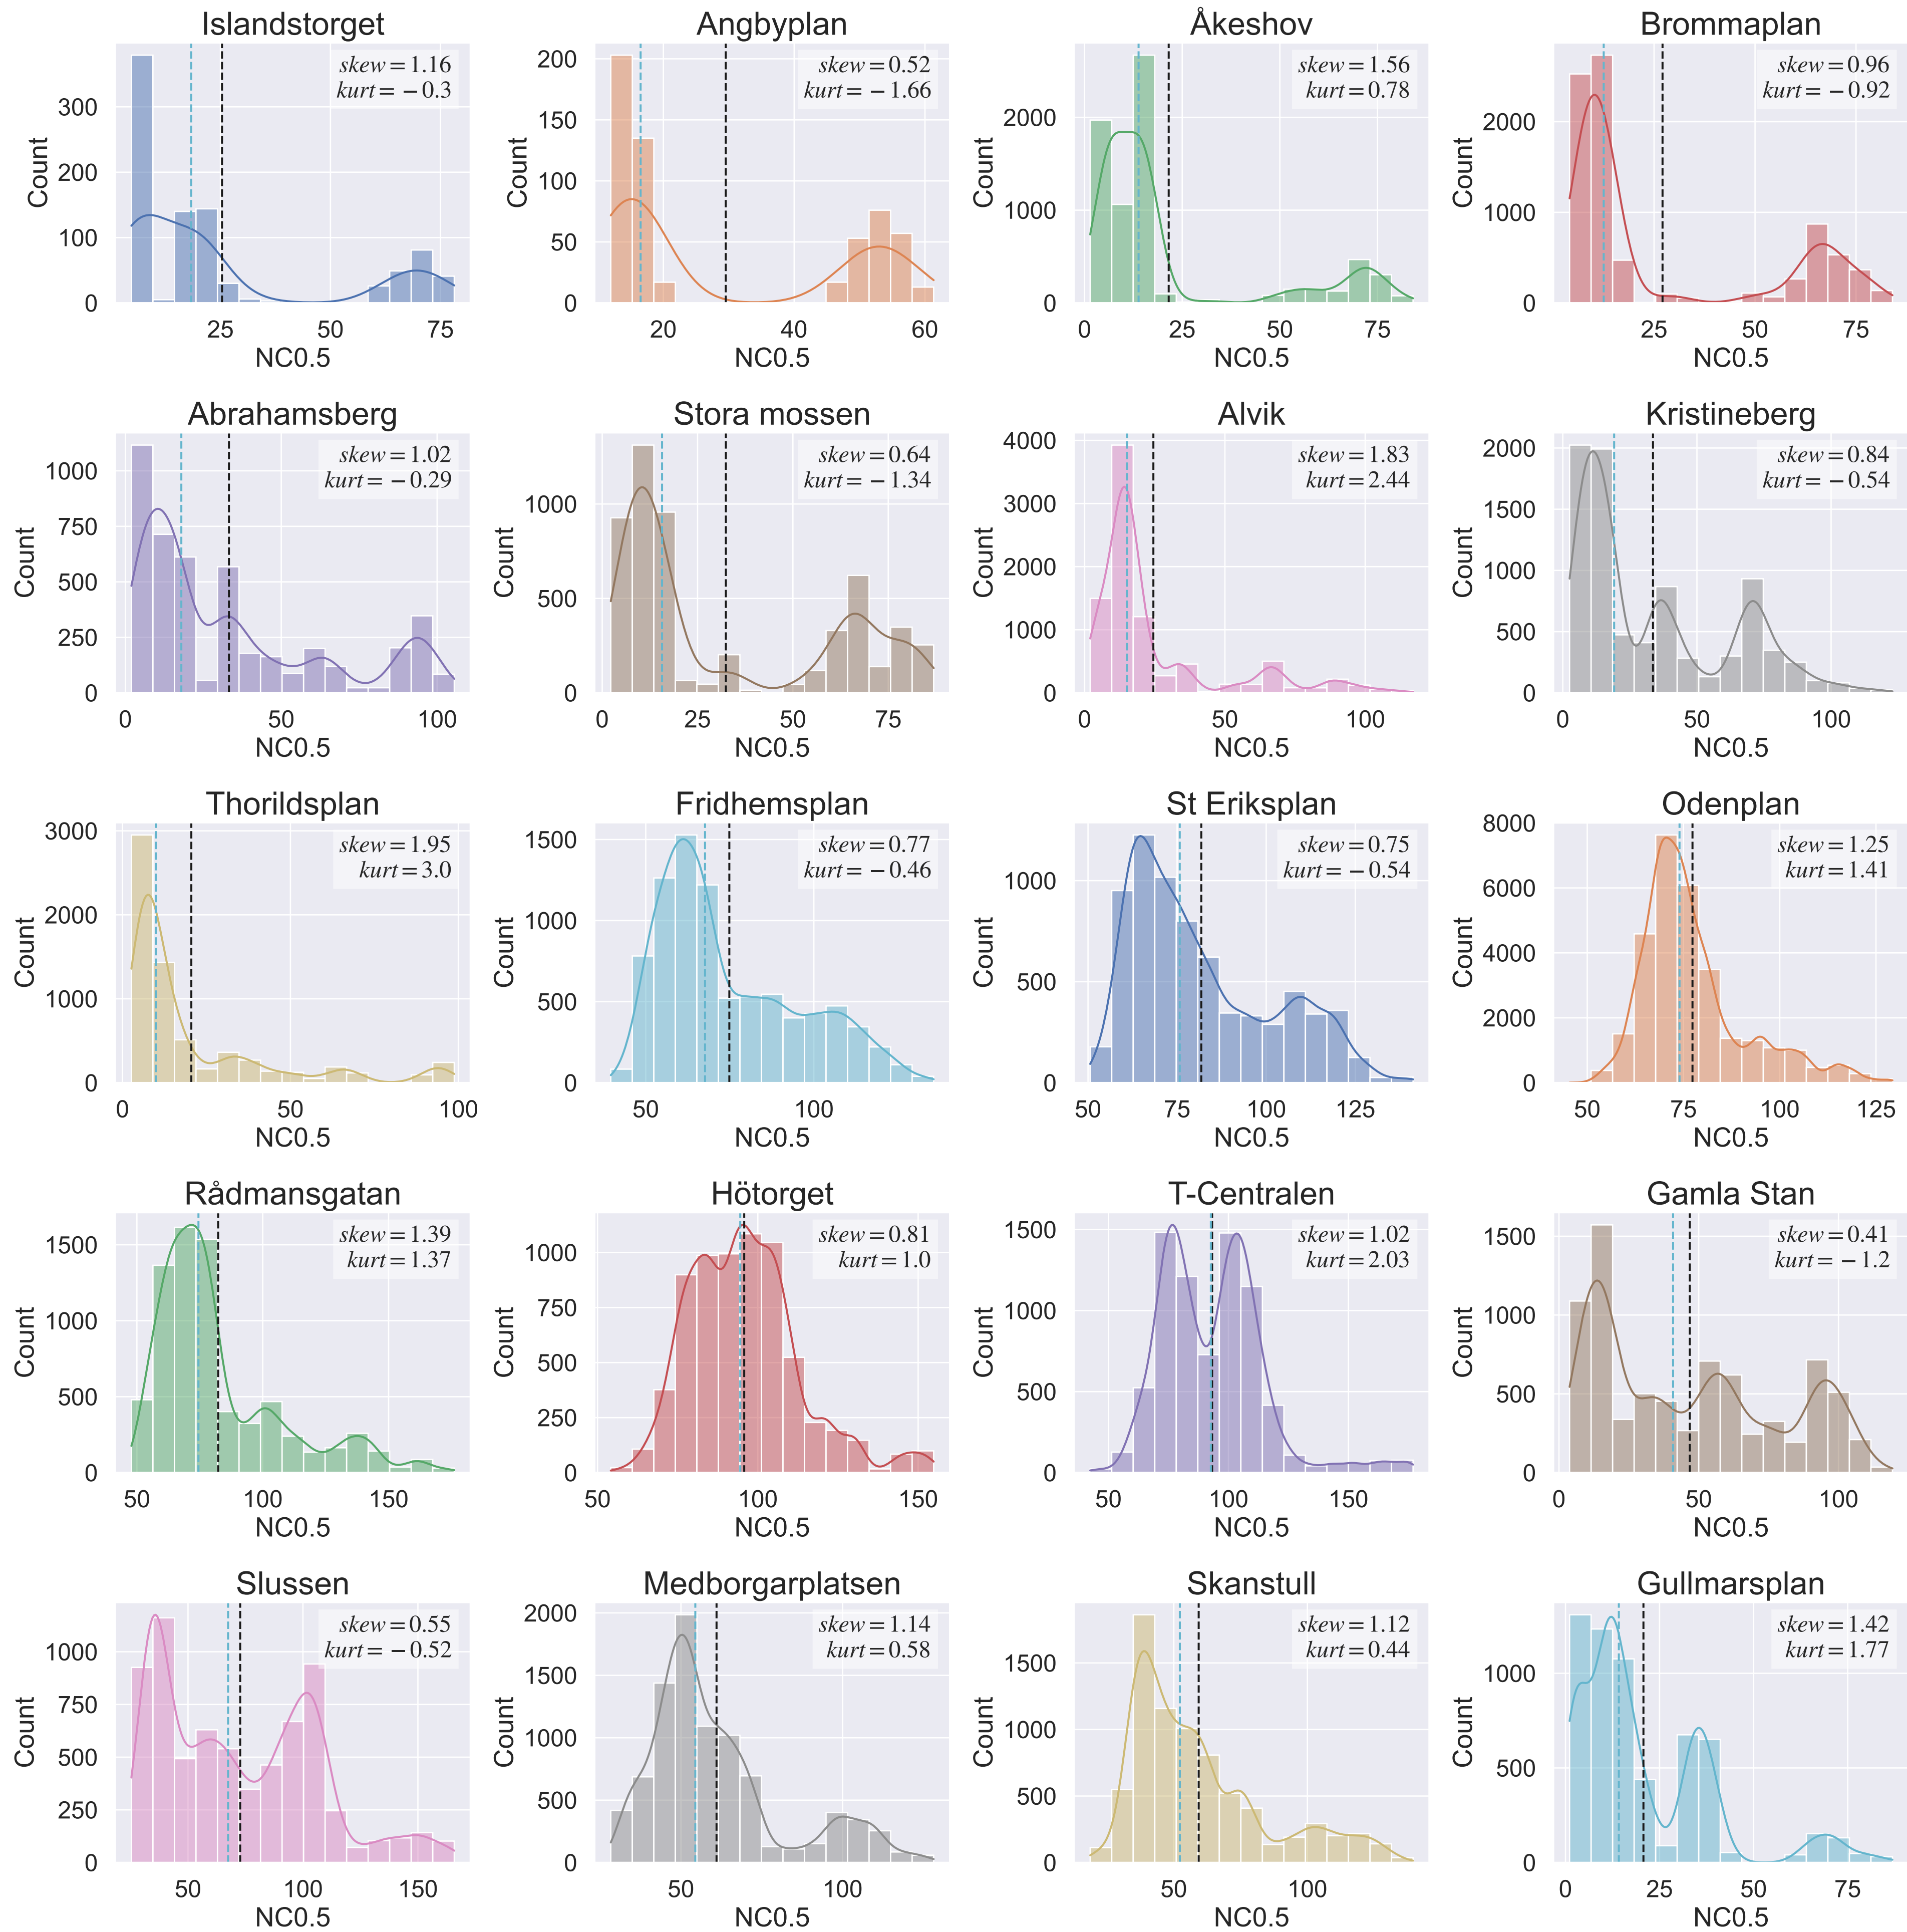 Islandstorget
skew = 1.16
kurt = −0.3
Count
300
200
100
0
25
50
75
NC0.5
Angbyplan
skew = 0.52
kurt = −1.66
Count
200
150
100
50
0
20
40
60
NC0.5
Åkeshov
skew = 1.56
kurt = 0.78
Count
2000
1000
0
0
25
50
75
NC0.5
Brommaplan
skew = 0.96
kurt = −0.92
Count
2000
1000
0
25
50
75
NC0.5
Abrahamsberg
skew = 1.02
kurt = −0.29
Count
1000
750
500
250
0
0
50
100
NC0.5
Stora mossen
skew = 0.64
kurt = −1.34
Count
1000
500
0
0
25
50
75
NC0.5
Alvik
skew = 1.83
kurt = 2.44
Count
4000
3000
2000
1000
0
0
50
100
NC0.5
Kristineberg
skew = 0.84
kurt = −0.54
Count
2000
1500
1000
500
0
0
50
100
NC0.5
Thorildsplan
skew = 1.95
kurt = 3.0
Count
3000
2000
1000
0
0
50
100
NC0.5
Fridhemsplan
skew = 0.77
kurt = −0.46
Count
1500
1000
500
0
50
100
NC0.5
St Eriksplan
skew = 0.75
kurt = −0.54
Count
1000
500
0
50
75
100
125
NC0.5
Odenplan
skew = 1.25
kurt = 1.41
Count
8000
6000
4000
2000
0
50
75
100
125
NC0.5
Rådmansgatan
skew = 1.39
kurt = 1.37
Count
1500
1000
500
0
50
100
150
NC0.5
Hötorget
skew = 0.81
kurt = 1.0
Count
1000
750
500
250
0
50
100
150
NC0.5
T-Centralen
skew = 1.02
kurt = 2.03
Count
1500
1000
500
0
50
100
150
NC0.5
Gamla Stan
skew = 0.41
kurt = −1.2
Count
1500
1000
500
0
0
50
100
NC0.5
Slussen
skew = 0.55
kurt = −0.52
Count
1000
750
500
250
0
50
100
150
NC0.5
Medborgarplatsen
skew = 1.14
kurt = 0.58
Count
2000
1500
1000
500
0
50
100
NC0.5
Skanstull
skew = 1.12
kurt = 0.44
Count
1500
1000
500
0
50
100
NC0.5
Gullmarsplan
skew = 1.42
kurt = 1.77
Count
1000
500
0
0
25
50
75
NC0.5